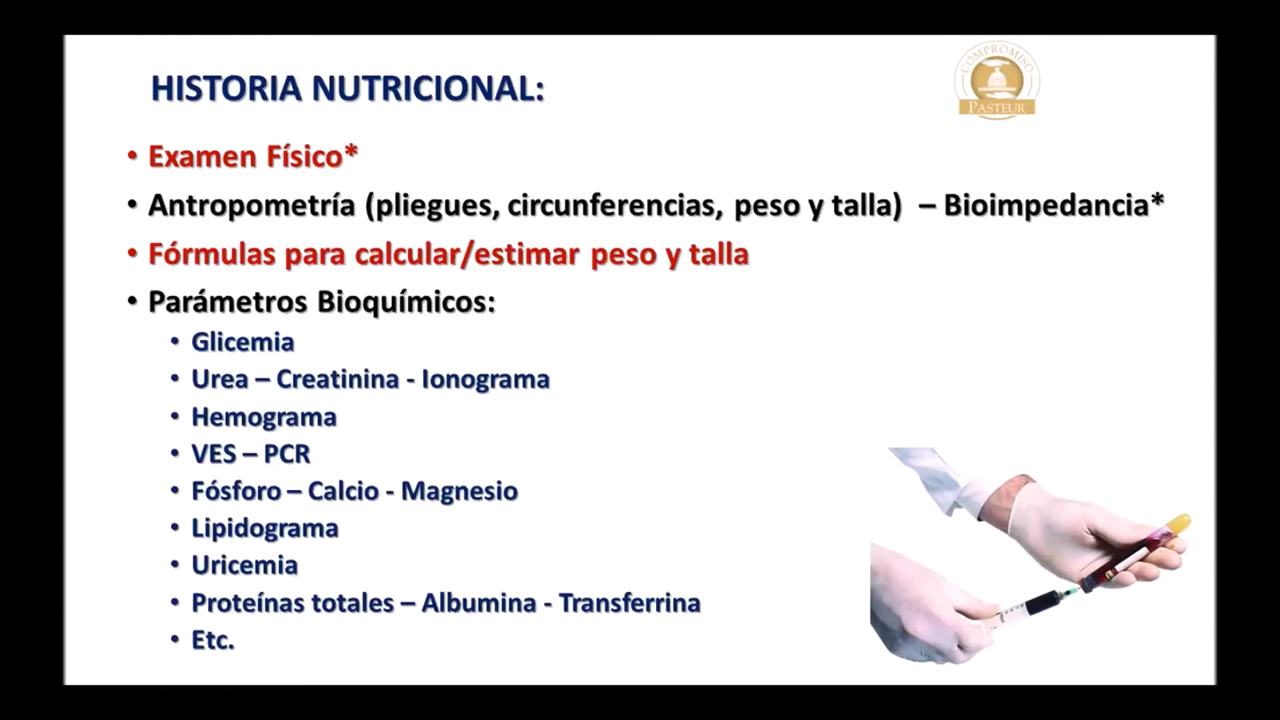 HISTORIA NUTRICIONAL:
COMPROMISO
PASTEUR
• Examen Físico*
• Antropometría (pliegues, circunferencias, peso y talla) – Bioimpedancia*
• Fórmulas para calcular/estimar peso y talla
• Parámetros Bioquímicos:
• Glicemia
• Urea – Creatinina - Ionograma
• Hemograma
• VES – PCR
• Fósforo – Calcio - Magnesio
• Lipidograma
• Uricemia
• Proteínas totales – Albumina - Transferrina
• Etc.